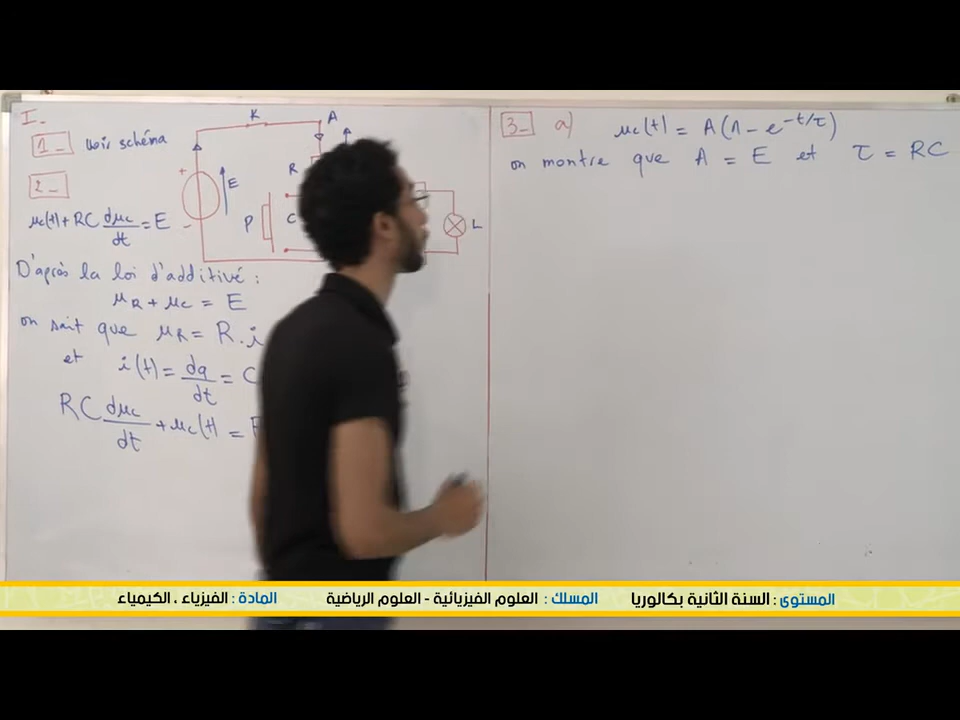 I_
1_ Voir schéma
K
A
+
E
R
P
C
L
2_
uc(t) + RC duc/dt = E
D'après la loi d'additivé :
uR + uc = E
on sait que uR = R.i
et i(t) = dq/dt = C
RC duc/dt + uc(t) =
3_ a) uc(t) = A(1 - e^-t/τ)
on montre que A = E et τ = RC
المستوى : السنة الثانية بكالوريا المسلك : العلوم الفيزيائية - العلوم الرياضية المادة : الفيزياء ، الكيمياء